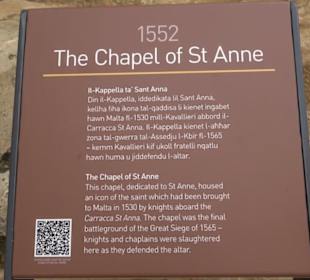 1552
The Chapel of St Anne
Il-Kappella ta' Sant Anna
Din il-Kappella, iddedikata lil Sant Anna,
kellha fiha ikona tal-qaddisa li kienet inġabet
hawn Malta fl-1530 mill-Kavallieri abbord il-
Carracca St Anna. Il-Kappella kienet l-aħħar
żona tal-gwerra tal-Assedju l-Kbir fl-1565
– kemm Kavallieri kif ukoll fratelli nqatlu
hawn huma u jiddefendu l-altar.
The Chapel of St Anne
This chapel, dedicated to St Anne, housed
an icon of the saint which had been brought
to Malta in 1530 by knights aboard the
Carracca St Anna. The chapel was the final
battleground of the Great Siege of 1565 –
knights and chaplains were slaughtered
here as they defended the altar.